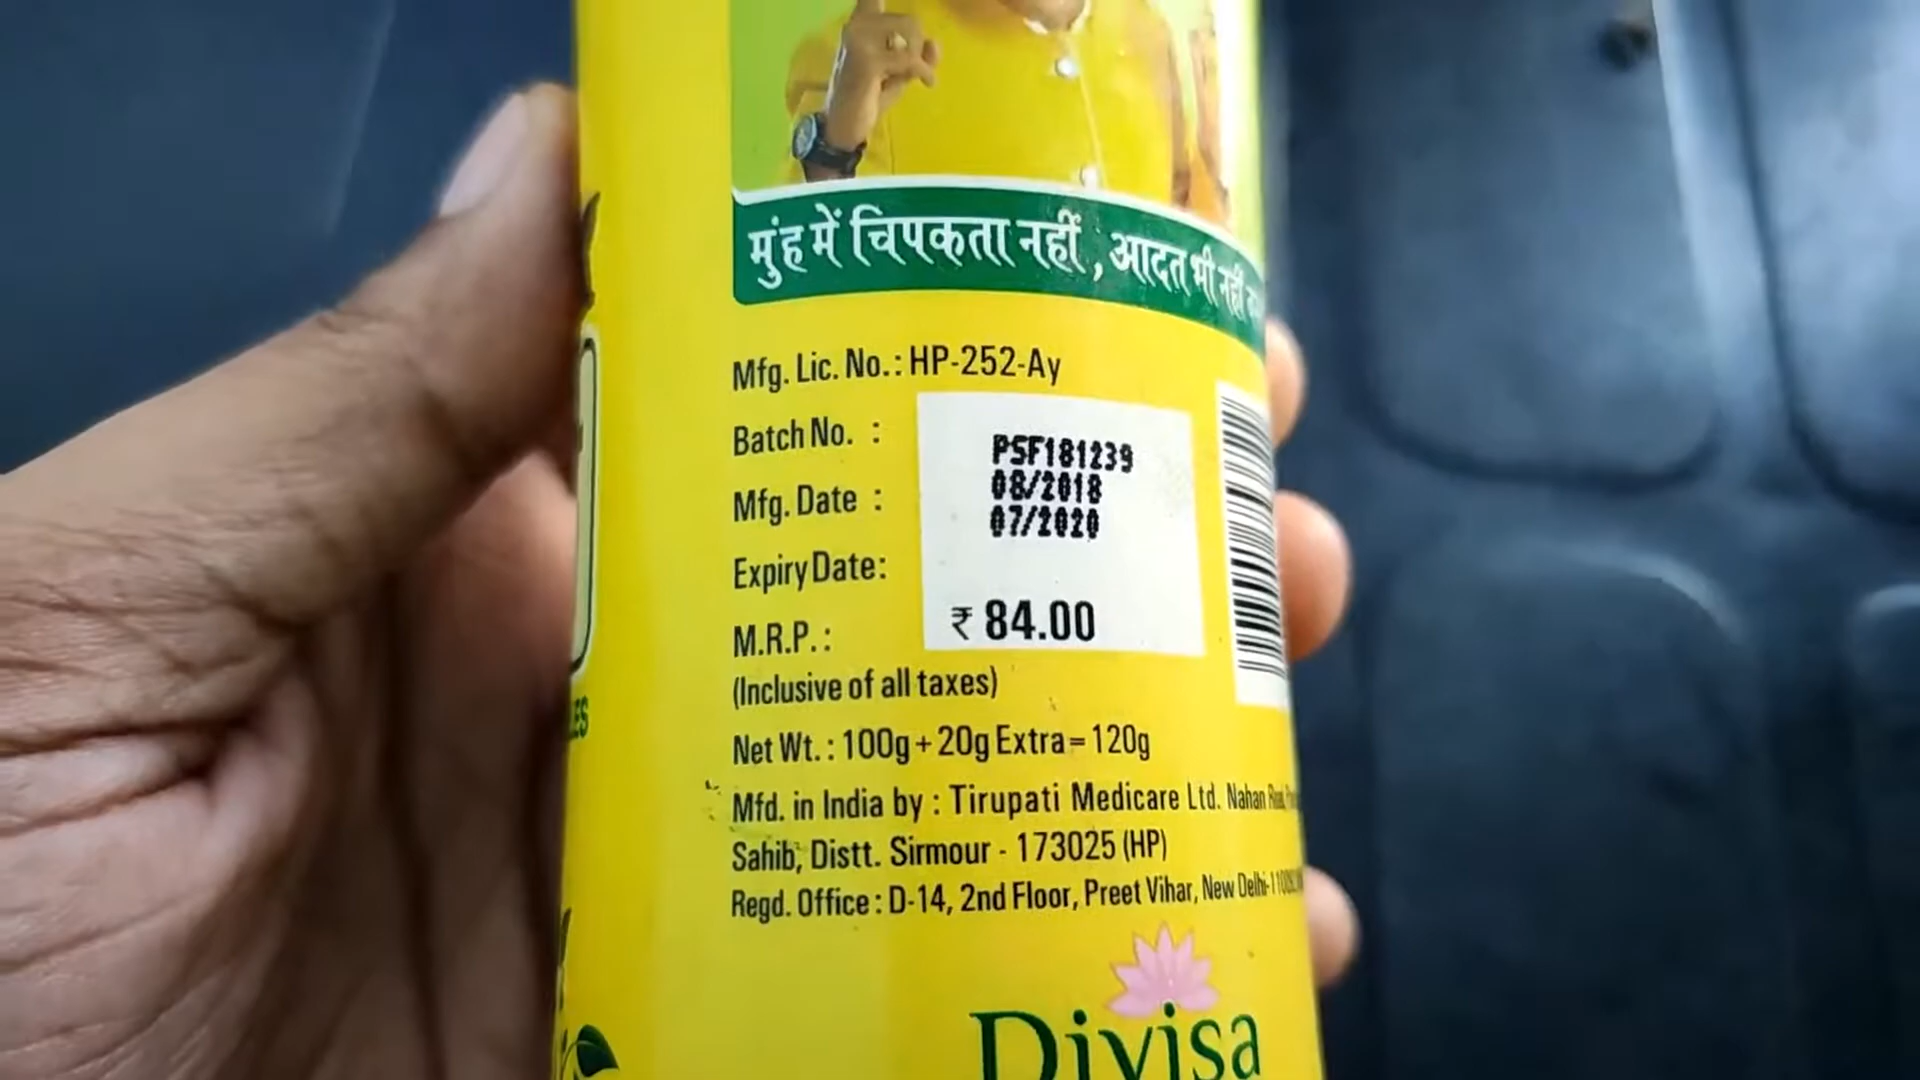 मुंह में चिपकता नहीं, आदत भी नहीं
Mfg. Lic. No.: HP-252-Ay
Batch No. : PSF181239
Mfg. Date : 08/2018
Expiry Date: 07/2020
M.R.P.: ₹ 84.00
(Inclusive of all taxes)
Net Wt.: 100g + 20g Extra = 120g
Mfd. in India by : Tirupati Medicare Ltd. Nahan
Sahib, Distt. Sirmour - 173025 (HP)
Regd. Office : D-14, 2nd Floor, Preet Vihar, New Delhi-
Divisa